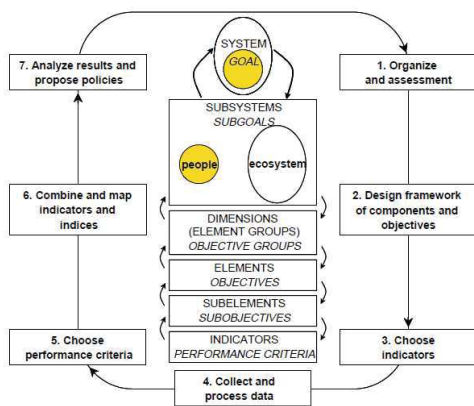 SYSTEM
GOAL
7. Analyze results and
propose policies
1. Organize
and assessment
SUBSYSTEMS
SUBGOALS
people
ecosystem
6. Combine and map
indicators and
indices
2. Design framework
of components and
objectives
DIMENSIONS
(ELEMENT GROUPS)
OBJECTIVE GROUPS
ELEMENTS
OBJECTIVES
SUBELEMENTS
SUBOBJECTIVES
INDICATORS
PERFORMANCE CRITERIA
5. Choose
performance criteria
3. Choose
indicators
4. Collect and
process data